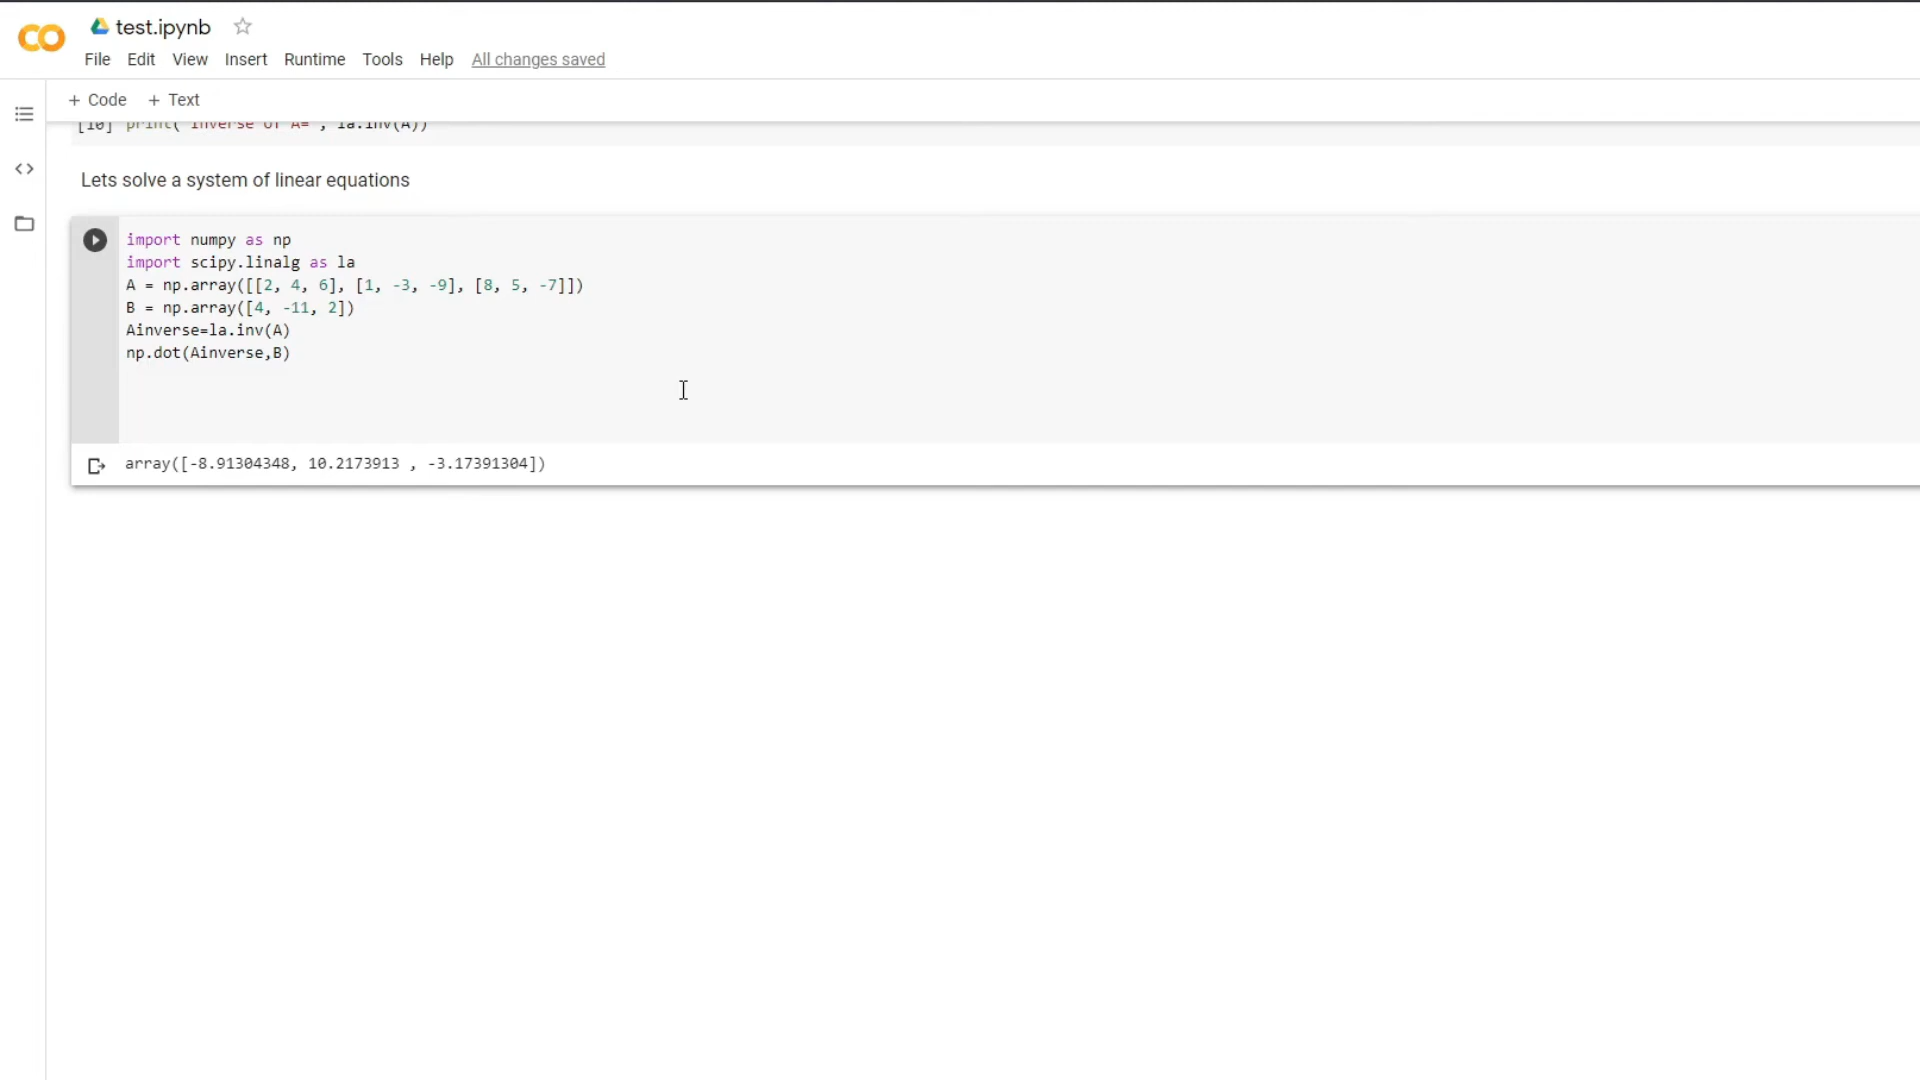 test.ipynb
File Edit View Insert Runtime Tools Help All changes saved
+ Code + Text
[10] print("Inverse of A=", la.inv(A))
Lets solve a system of linear equations
import numpy as np
import scipy.linalg as la
A = np.array([[2, 4, 6], [1, -3, -9], [8, 5, -7]])
B = np.array([4, -11, 2])
Ainverse=la.inv(A)
np.dot(Ainverse,B)
array([-8.91304348, 10.2173913 , -3.17391304])